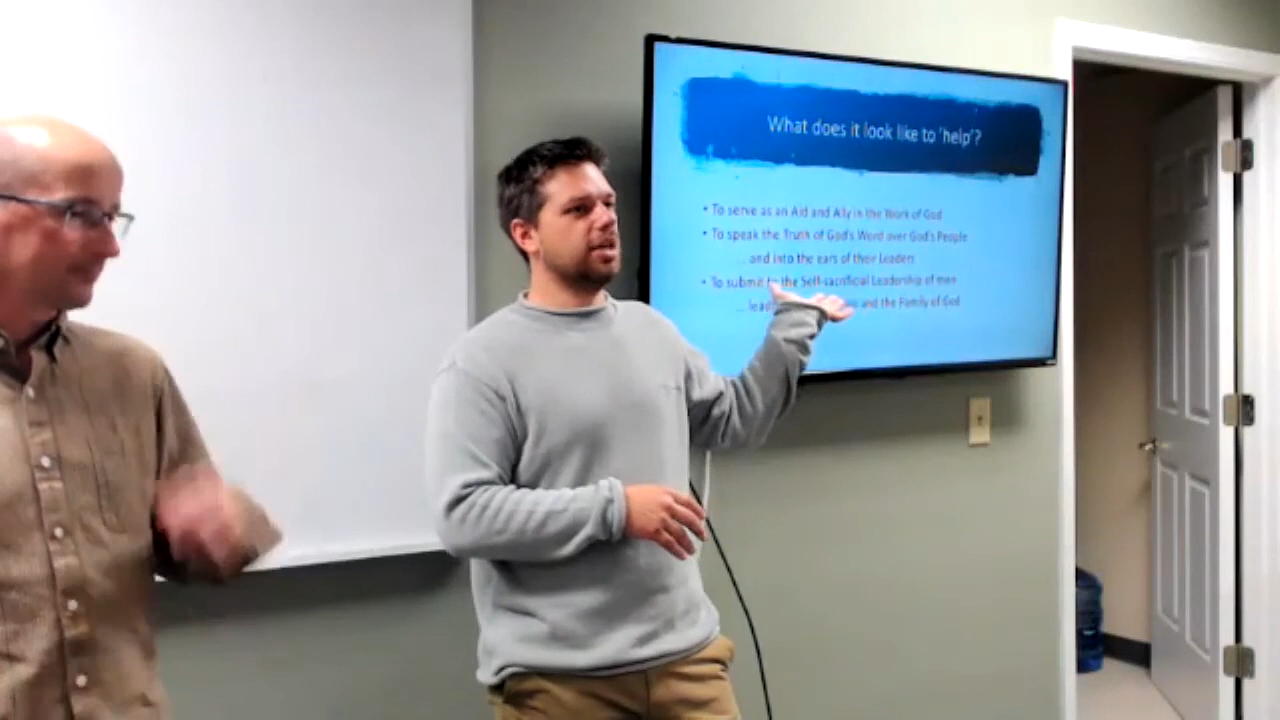 What does it look like to 'help'?
• To serve as an Aid and Ally in the Work of God
• To speak the Truth of God's Word over God's People
... and into the ears of their Leaders
• To submit to the Self-sacrificial Leadership of men
... and the Family of God